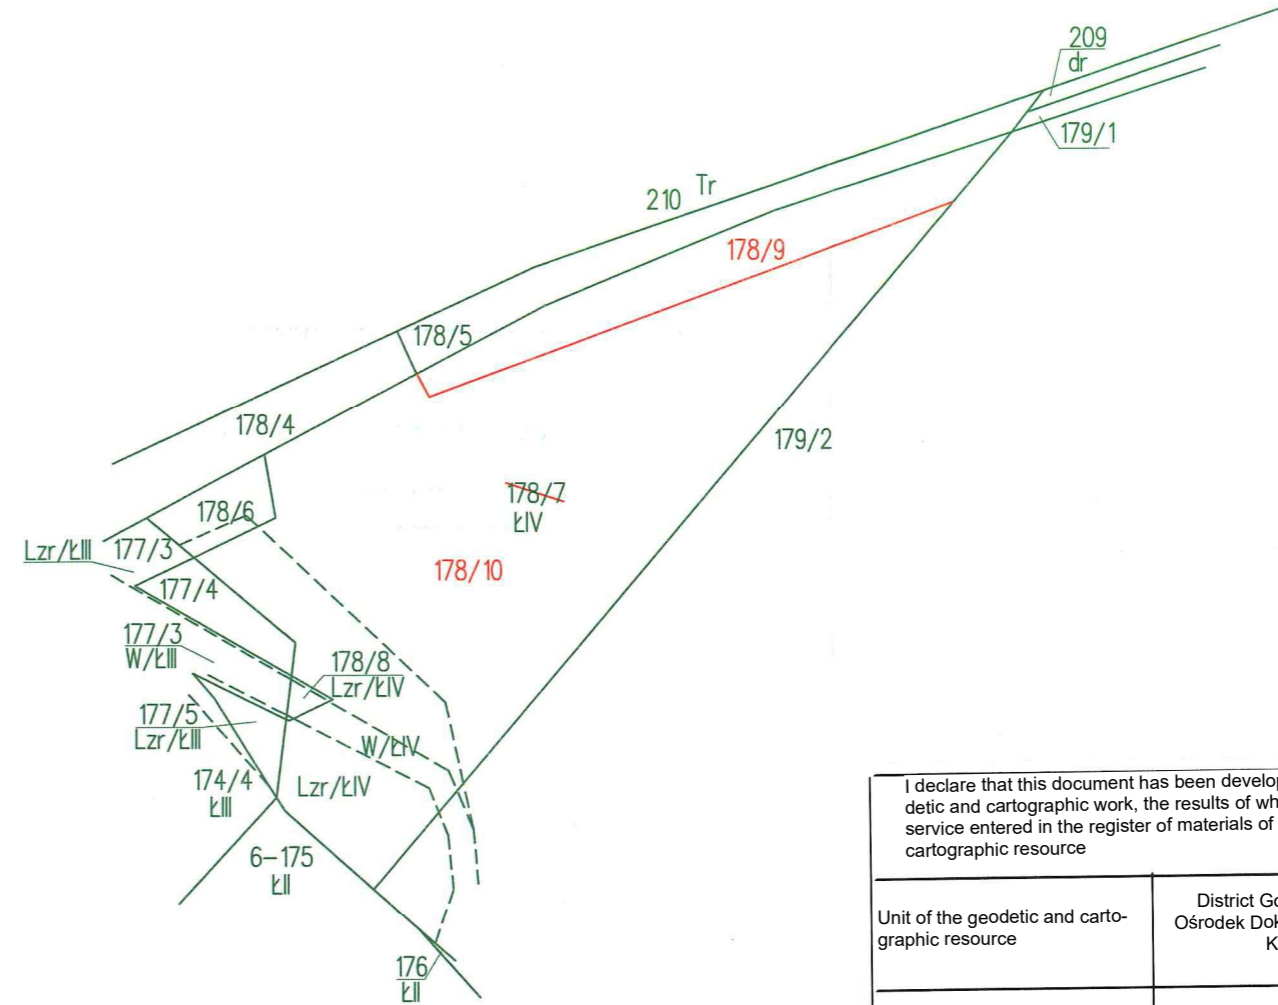 209
dr
179/1
Tr
210
178/9
178/5
178/4
179/2
178/7
ŁIV
178/6
Lzr/ŁIII
177/3
178/10
177/4
177/3
W/ŁIII
178/8
Lzr/ŁIV
177/5
Lzr/ŁIII
W/ŁIV
174/4
ŁIII
Lzr/ŁIV
6-175
ŁII
176
ŁII
I declare that this document has been develop
detic and cartographic work, the results of wh
service entered in the register of materials of
cartographic resource
Unit of the geodetic and carto-
graphic resource
District Go
Ośrodek Dok
K